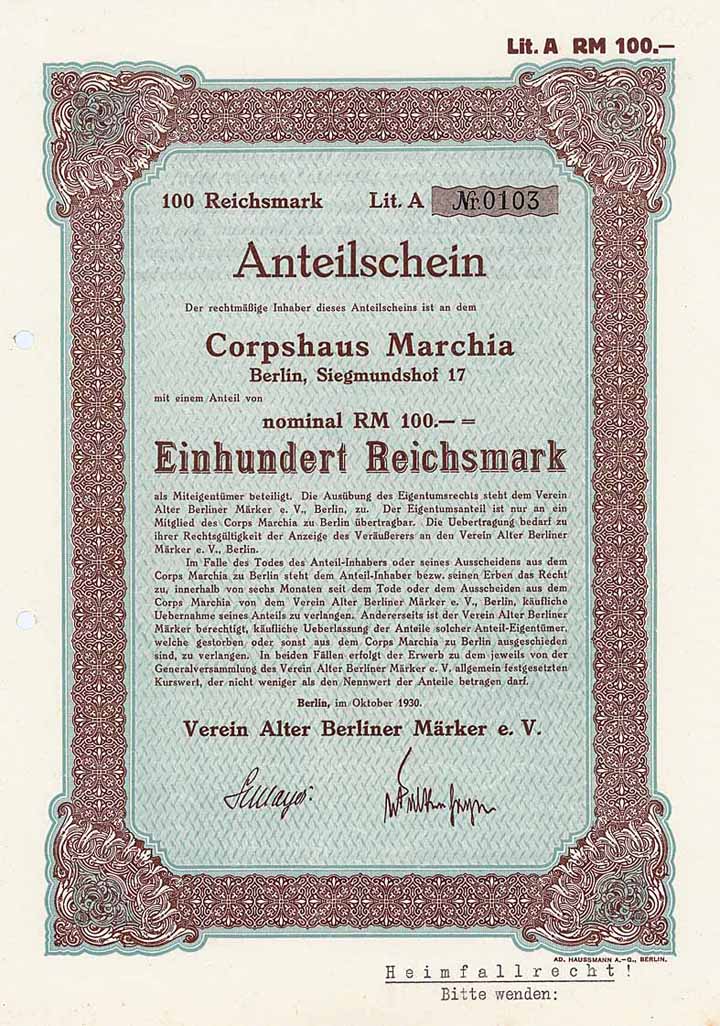 Lit. A RM 100.—
100 Reichsmark Lit. A Nr. 0103
Anteilschein
Der rechtmäßige Inhaber dieses Anteilscheins ist an dem
Corpshaus Marchia
Berlin, Siegmundshof 17
mit einem Anteil von
nominal RM 100.— =
Einhundert Reichsmark
als Miteigentümer beteiligt. Die Ausübung des Eigentumsrechts steht dem Verein
Alter Berliner Märker e. V., Berlin, zu. Der Eigentumsanteil ist nur an ein
Mitglied des Corps Marchia zu Berlin übertragbar. Die Uebertragung bedarf zu
ihrer Rechtsgültigkeit der Anzeige des Veräußerers an den Verein Alter Berliner
Märker e. V., Berlin.
Im Falle des Todes des Anteil-Inhabers oder seines Ausscheidens aus dem
Corps Marchia zu Berlin steht dem Anteil-Inhaber bezw. seinen Erben das Recht
zu, innerhalb von sechs Monaten seit dem Tode oder dem Ausscheiden aus dem
Corps Marchia von dem Verein Alter Berliner Märker e. V., Berlin, käufliche
Uebernahme seines Anteils zu verlangen. Andererseits ist der Verein Alter Berliner
Märker berechtigt, käufliche Ueberlassung der Anteile solcher Anteil-Eigentümer,
welche gestorben oder sonst aus dem Corps Marchia zu Berlin ausgeschieden
sind, zu verlangen. In beiden Fällen erfolgt der Erwerb zu dem jeweils von der
Generalversammlung des Verein Alter Berliner Märker e. V. allgemein festgesetzten
Kurswert, der nicht weniger als den Nennwert der Anteile betragen darf.
Berlin, im Oktober 1930.
Verein Alter Berliner Märker e. V.
AD. HAUSSMANN A.-G., BERLIN.
Heimfallrecht!
Bitte wenden: